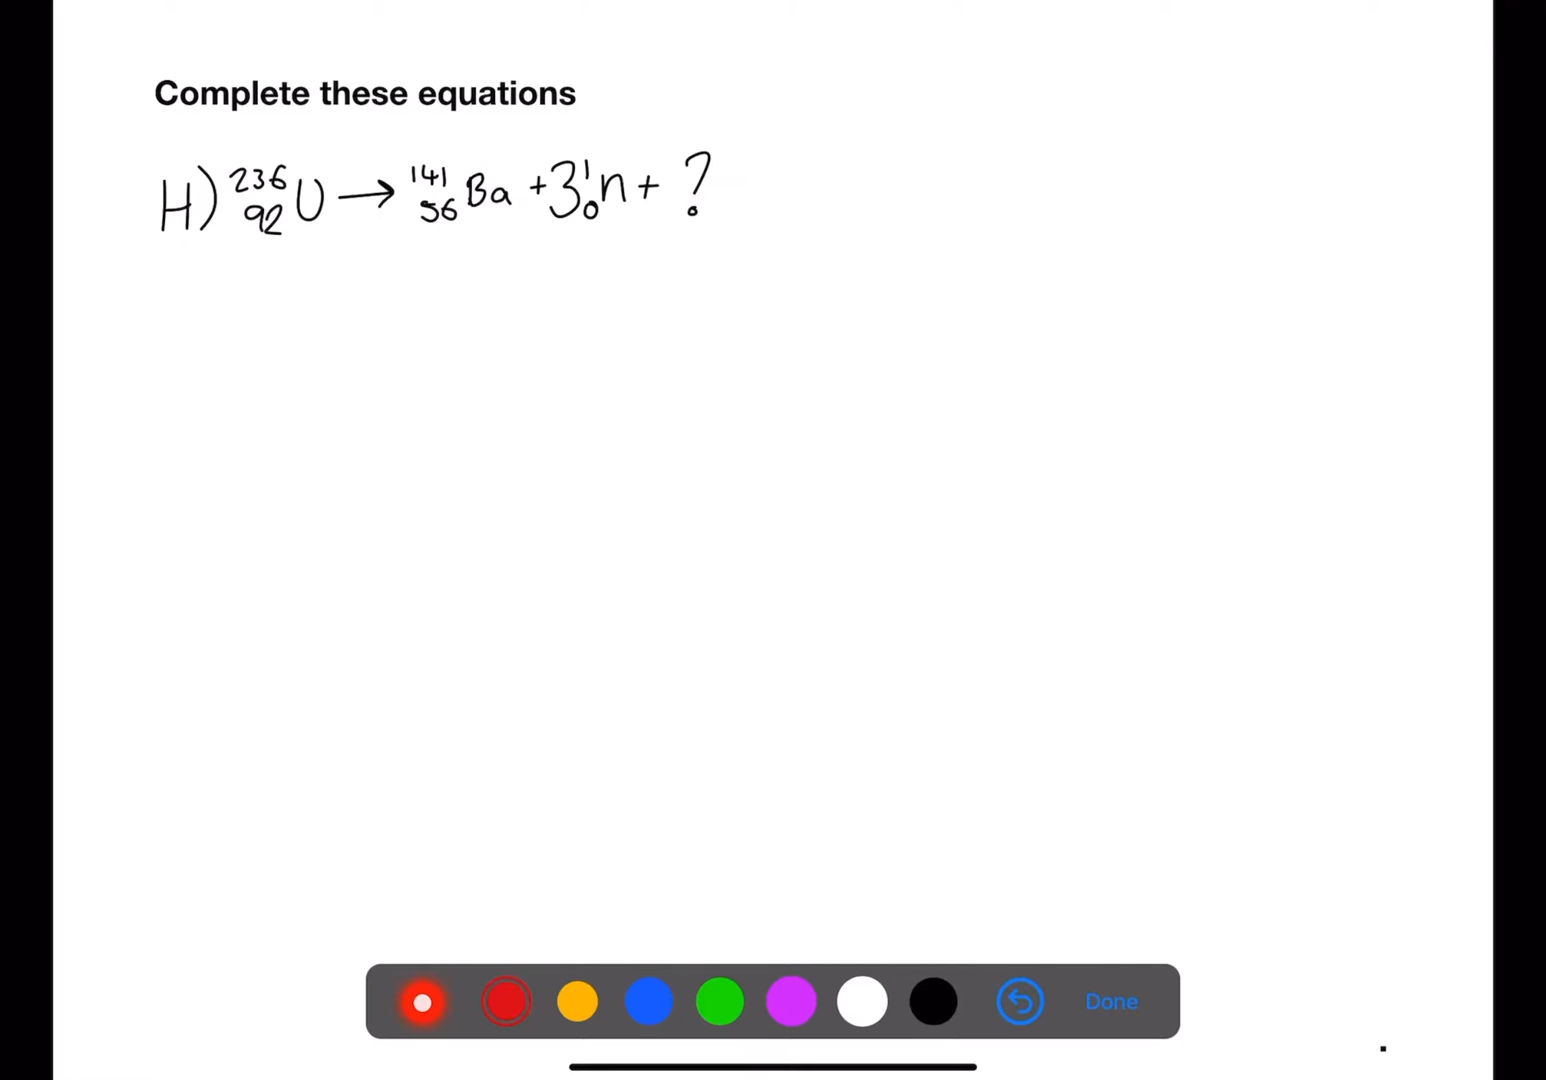 Complete these equations
H) ²³⁶₉₂U → ¹⁴¹₅₆Ba + 3¹₀n + ?
Done